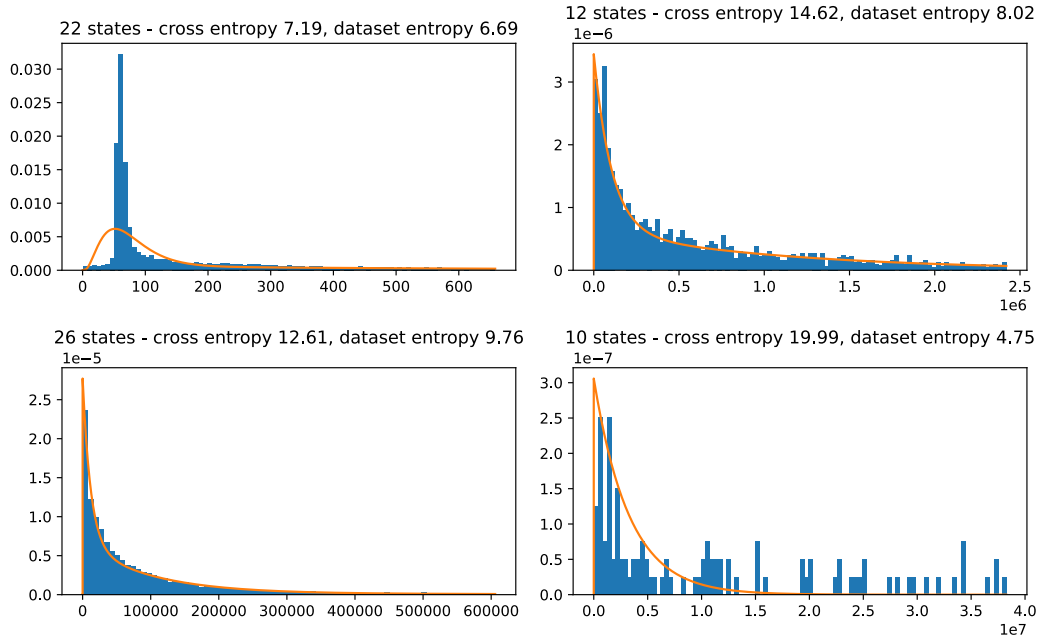 22 states - cross entropy 7.19, dataset entropy 6.69
0.030
0.025
0.020
0.015
0.010
0.005
0.000
0 100 200 300 400 500 600
12 states - cross entropy 14.62, dataset entropy 8.02
1e−6
3
2
1
0
0.0 0.5 1.0 1.5 2.0 2.5
1e6
26 states - cross entropy 12.61, dataset entropy 9.76
1e−5
2.5
2.0
1.5
1.0
0.5
0.0
0 100000 200000 300000 400000 500000 600000
10 states - cross entropy 19.99, dataset entropy 4.75
1e−7
3.0
2.5
2.0
1.5
1.0
0.5
0.0
0.0 0.5 1.0 1.5 2.0 2.5 3.0 3.5 4.0
1e7